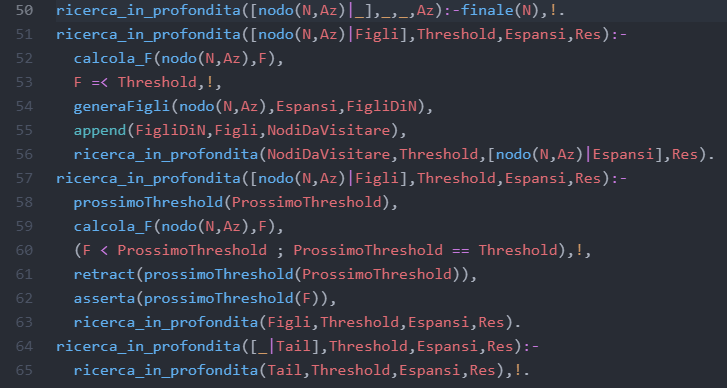 50 ricerca_in_profondita([nodo(N,Az)|_],_,_,Az):-finale(N),!.
51 ricerca_in_profondita([nodo(N,Az)|Figli],Threshold,Espansi,Res):-
52   calcola_F(nodo(N,Az),F),
53   F =< Threshold,!,
54   generaFigli(nodo(N,Az),Espansi,FigliDiN),
55   append(FigliDiN,Figli,NodiDaVisitare),
56   ricerca_in_profondita(NodiDaVisitare,Threshold,[nodo(N,Az)|Espansi],Res).
57 ricerca_in_profondita([nodo(N,Az)|Figli],Threshold,Espansi,Res):-
58   prossimoThreshold(ProssimoThreshold),
59   calcola_F(nodo(N,Az),F),
60   (F < ProssimoThreshold ; ProssimoThreshold == Threshold),!,
61   retract(prossimoThreshold(ProssimoThreshold)),
62   asserta(prossimoThreshold(F)),
63   ricerca_in_profondita(Figli,Threshold,Espansi,Res).
64 ricerca_in_profondita([_|Tail],Threshold,Espansi,Res):-
65   ricerca_in_profondita(Tail,Threshold,Espansi,Res),!.